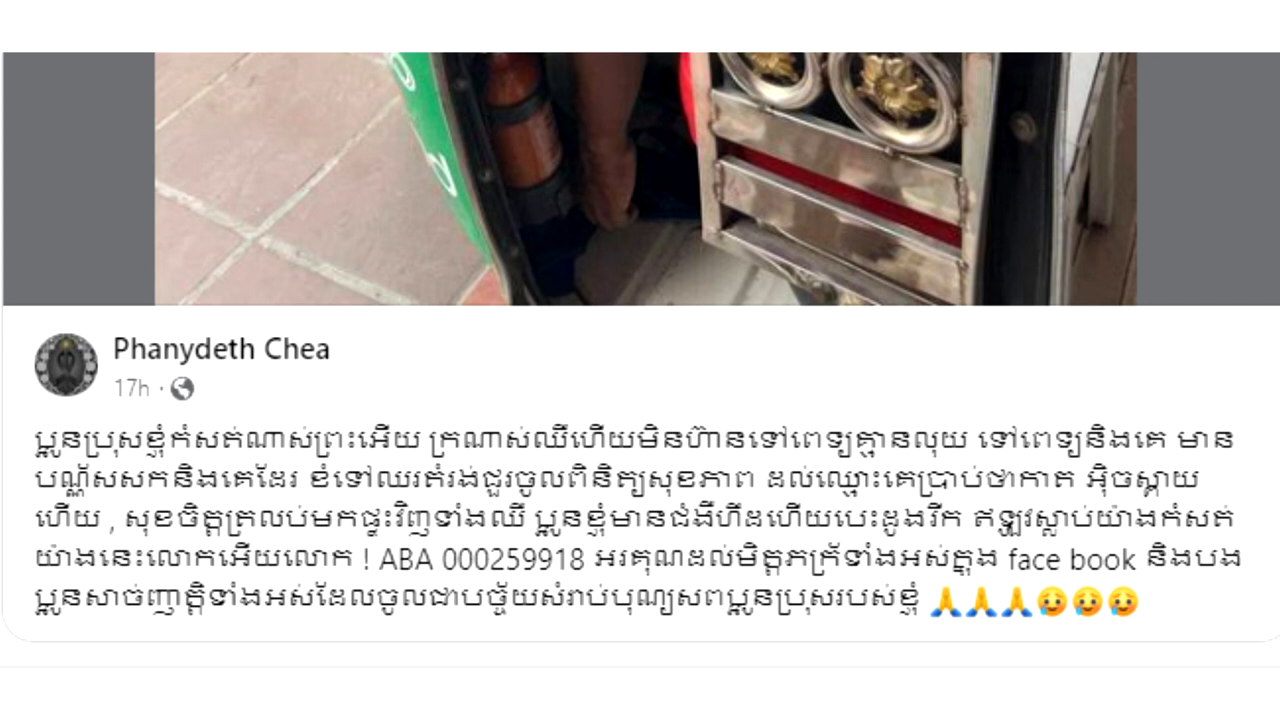 Phanydeth Chea
17h ·
ប្អូនប្រុសខ្ញុំកំសត់ណាស់ព្រះអើយ ក្រណាស់ឈឺហើយមិនហ៊ានទៅពេទ្យគ្មានលុយ ទៅពេទ្យនិងគេ មាន
បណ្ណ័សសកនិងគេដែរ ខំទៅឈរតំរង់ជួរចូលពិនិត្យសុខភាព ដល់ឈ្មោះគេប្រាប់ថាកាត អ៊ិចស្ពាយ
ហើយ , សុខចិត្តត្រលប់មកផ្ទះវិញទាំងឈឺ ប្អូនខ្ញុំមានជំងឺហឺដហើយបេះដូងរីក ឥឡូវស្លាប់យ៉ាងកំសត់
យ៉ាងនេះលោកអើយលោក ! ABA 000259918 អរគុណដល់មិត្តភក្រ័ទាំងអស់ក្នុង face book និងបង
ប្អូនសាច់ញាត្តិទាំងអស់ដែលចូលជាបច្ច័យសំរាប់បុណ្យសពប្អូនប្រុសរបស់ខ្ញុំ 🙏🙏🙏🥲🥲🥲